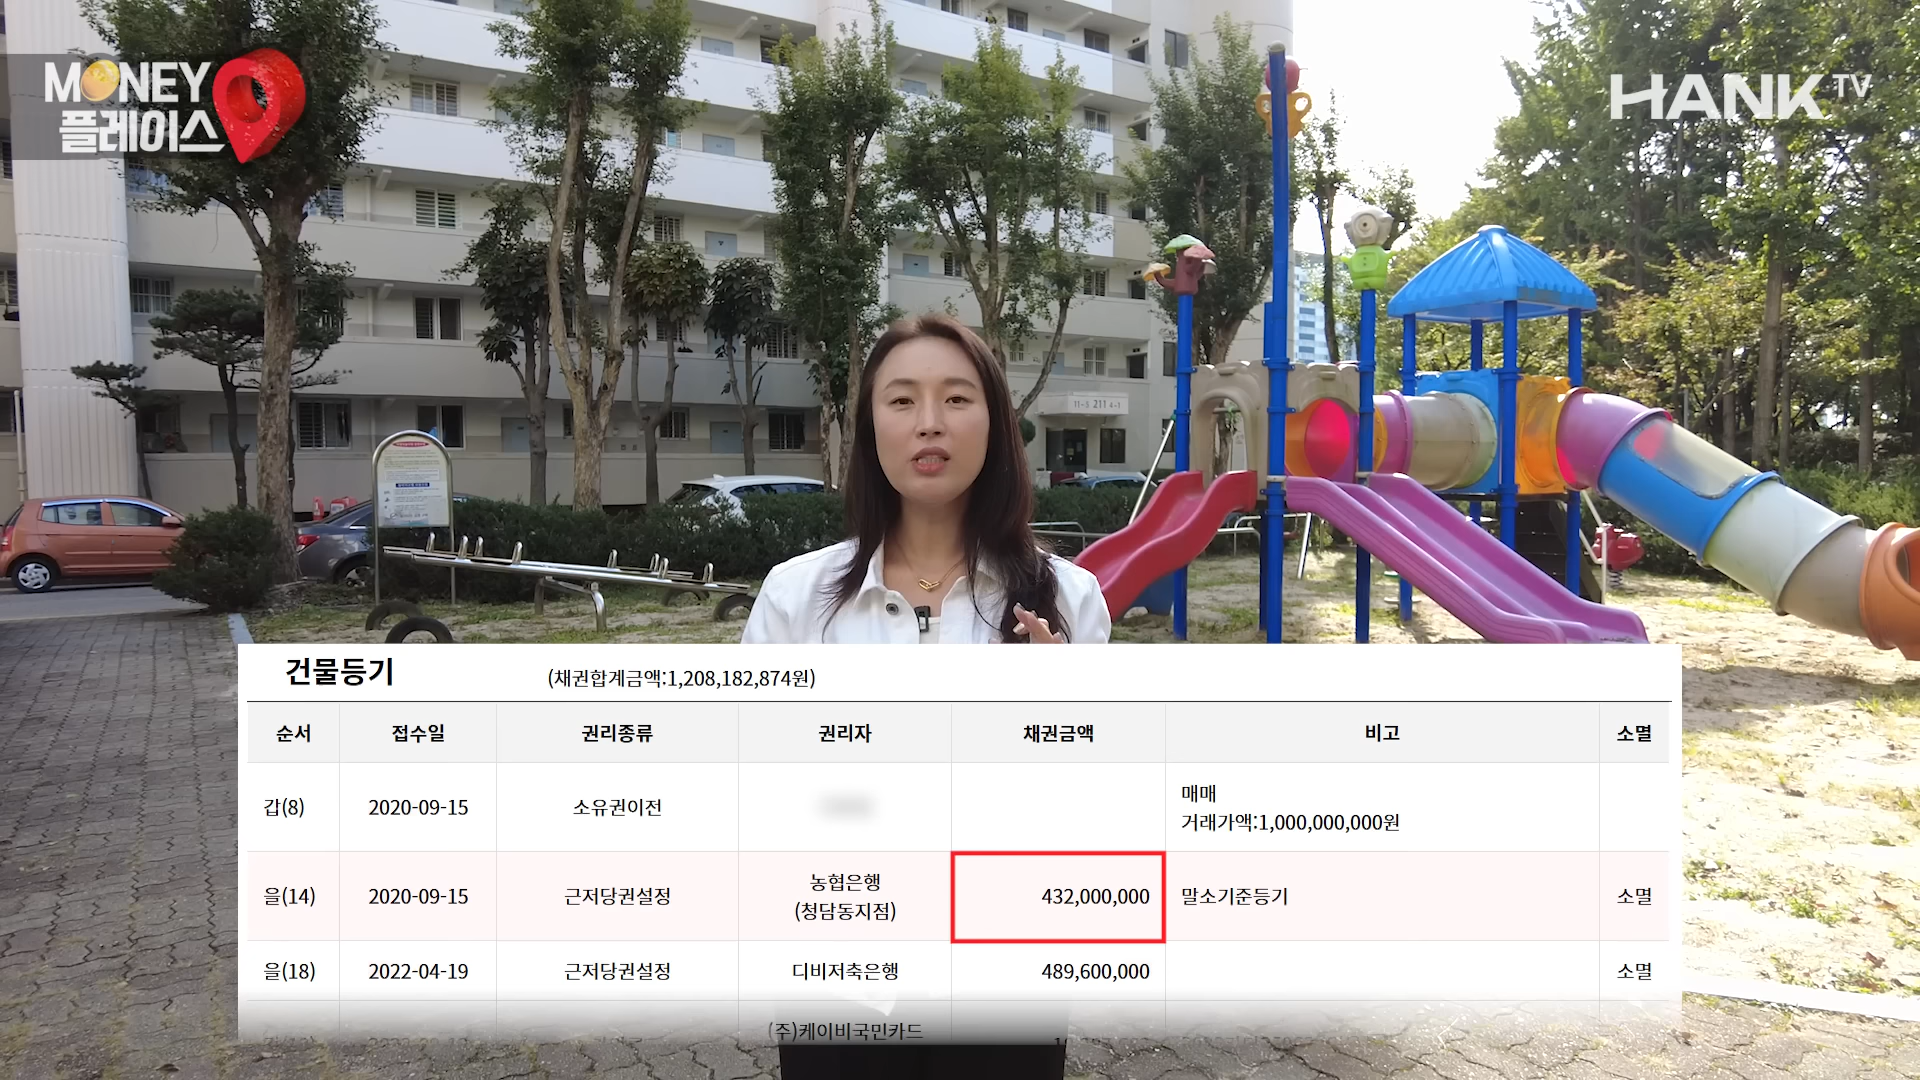 MONEY
플레이스
HANK TV
11-5 211 4-1
건물등기 (채권합계금액:1,208,182,874원)
순서 접수일 권리종류 권리자 채권금액 비고 소멸
갑(8) 2020-09-15 소유권이전 매매
거래가액:1,000,000,000원
을(14) 2020-09-15 근저당권설정 농협은행
(청담동지점) 432,000,000 말소기준등기 소멸
을(18) 2022-04-19 근저당권설정 디비저축은행 489,600,000 소멸
(주)케이비국민카드